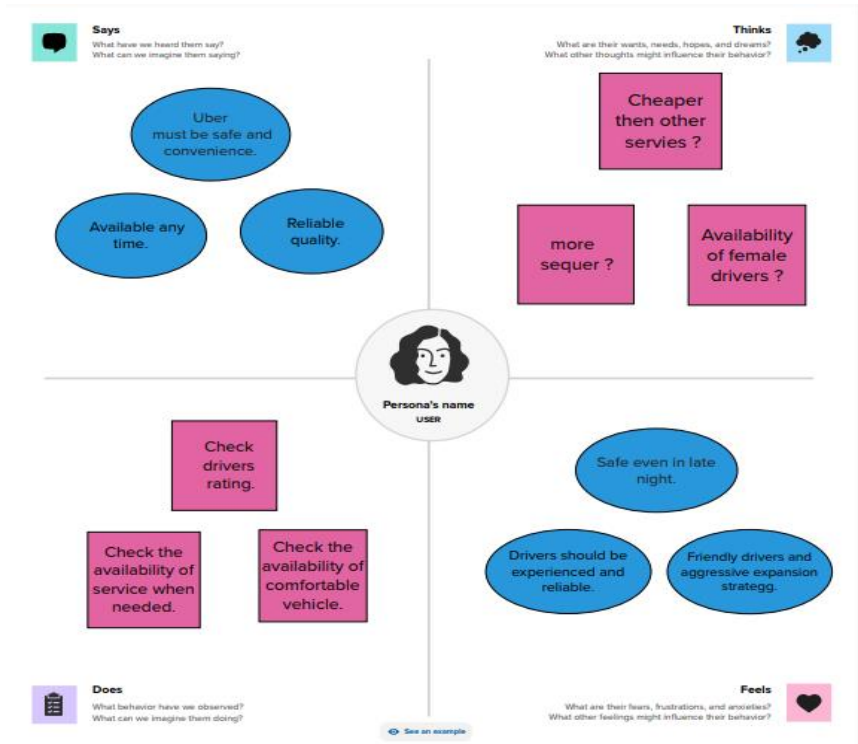 Says
What have we heard them say?
What can we imagine them saying?
Uber
must be safe and
convenience.
Available any
time.
Reliable
quality.
Thinks
What are their wants, needs, hopes, and dreams?
What other thoughts might influence their behavior?
Cheaper
then other
servies ?
more
sequer ?
Availability
of female
drivers ?
Persona's name
USER
Check
drivers
rating.
Check the
availability of
service when
needed.
Check the
availability of
comfortable
vehicle.
Does
What behavior have we observed?
What can we imagine them doing?
Safe even in late
night.
Drivers should be
experienced and
reliable.
Friendly drivers and
aggressive expansion
strategg.
Feels
What are their fears, frustrations, and anxieties?
What other feelings might influence their behavior?
See an example